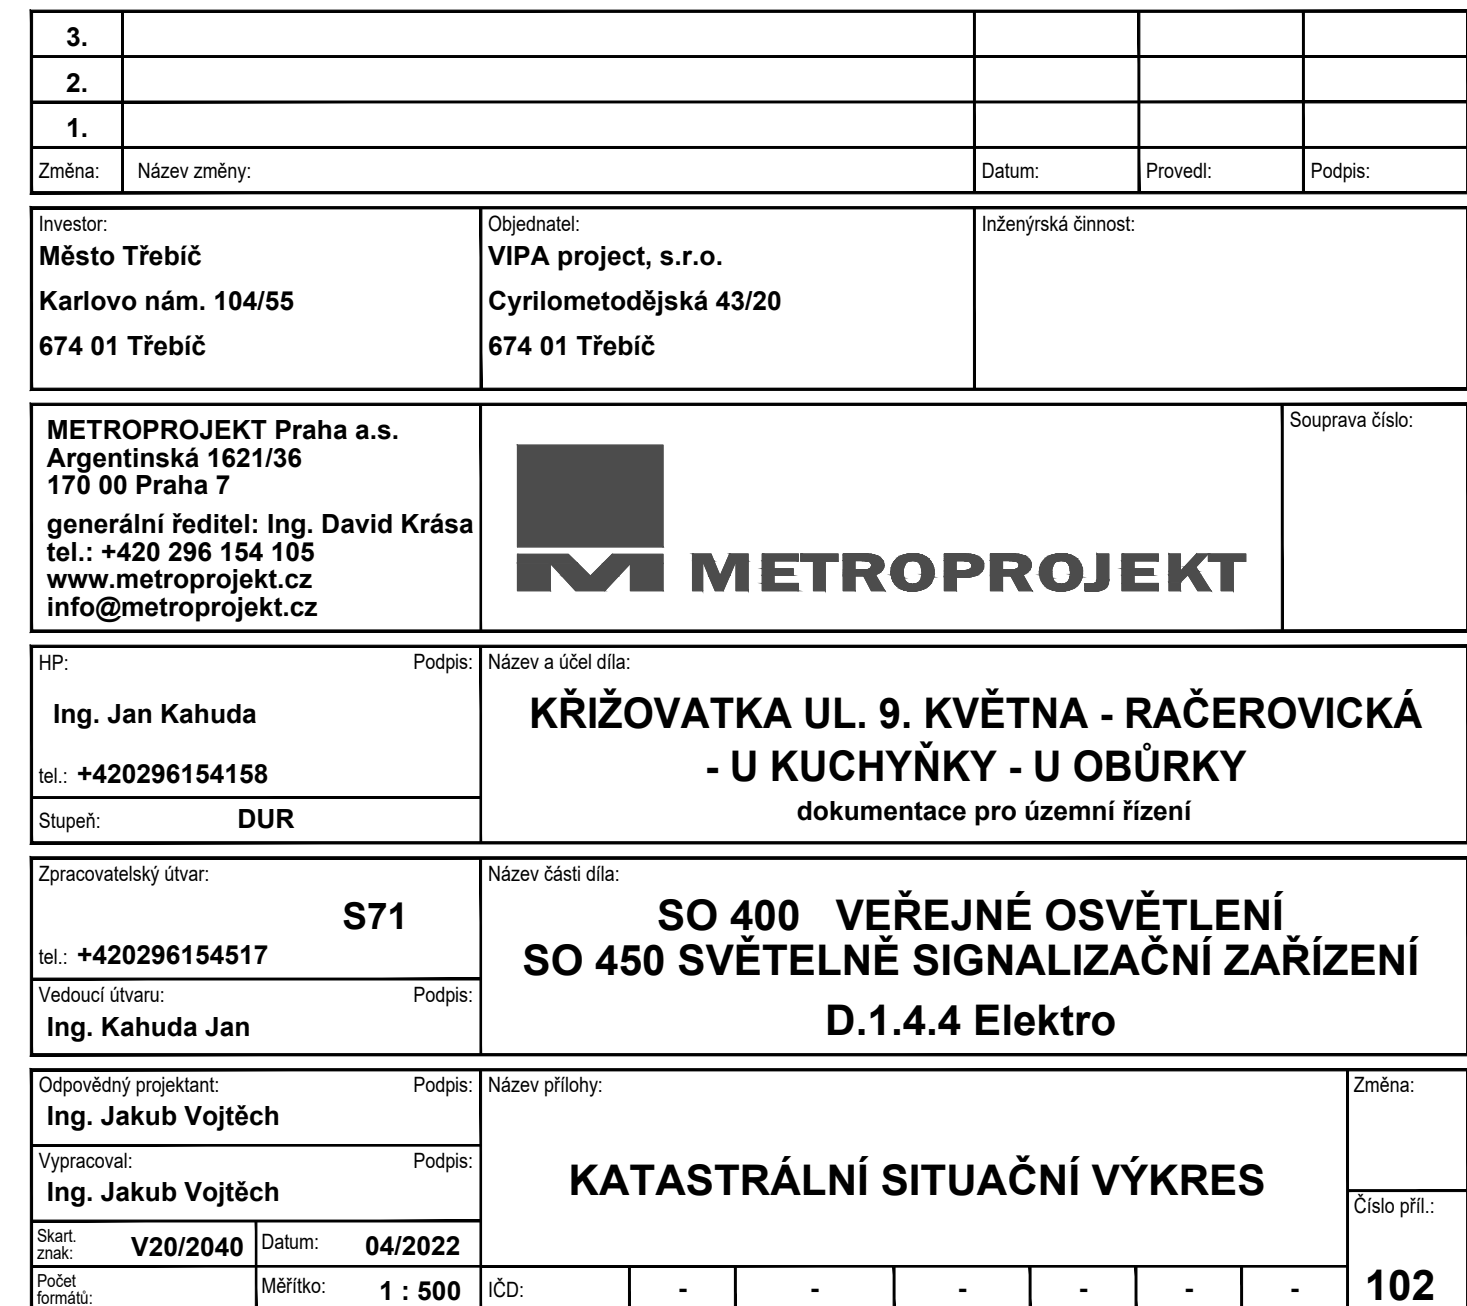 3.
2.
1.
Změna: Název změny: Datum: Provedl: Podpis:
Investor:
Město Třebíč
Karlovo nám. 104/55
674 01 Třebíč
Objednatel:
VIPA project, s.r.o.
Cyrilometodějská 43/20
674 01 Třebíč
Inženýrská činnost:
METROPROJEKT Praha a.s.
Argentinská 1621/36
170 00 Praha 7
generální ředitel: Ing. David Krása
tel.: +420 296 154 105
www.metroprojekt.cz
info@metroprojekt.cz
METROPROJEKT
Souprava číslo:
HP: Podpis:
Ing. Jan Kahuda
tel.: +420296154158
Stupeň: DUR
Název a účel díla:
KŘIŽOVATKA UL. 9. KVĚTNA - RAČEROVICKÁ
- U KUCHYŇKY - U OBŮRKY
dokumentace pro územní řízení
Zpracovatelský útvar:
S71
tel.: +420296154517
Vedoucí útvaru: Podpis:
Ing. Kahuda Jan
Název části díla:
SO 400 VEŘEJNÉ OSVĚTLENÍ
SO 450 SVĚTELNĚ SIGNALIZAČNÍ ZAŘÍZENÍ
D.1.4.4 Elektro
Odpovědný projektant: Podpis:
Ing. Jakub Vojtěch
Vypracoval: Podpis:
Ing. Jakub Vojtěch
Skart. znak: V20/2040 Datum: 04/2022
Počet formátů: Měřítko: 1 : 500
Název přílohy:
KATASTRÁLNÍ SITUAČNÍ VÝKRES
IČD: - - - - - -
Změna:
Číslo příl.:
102